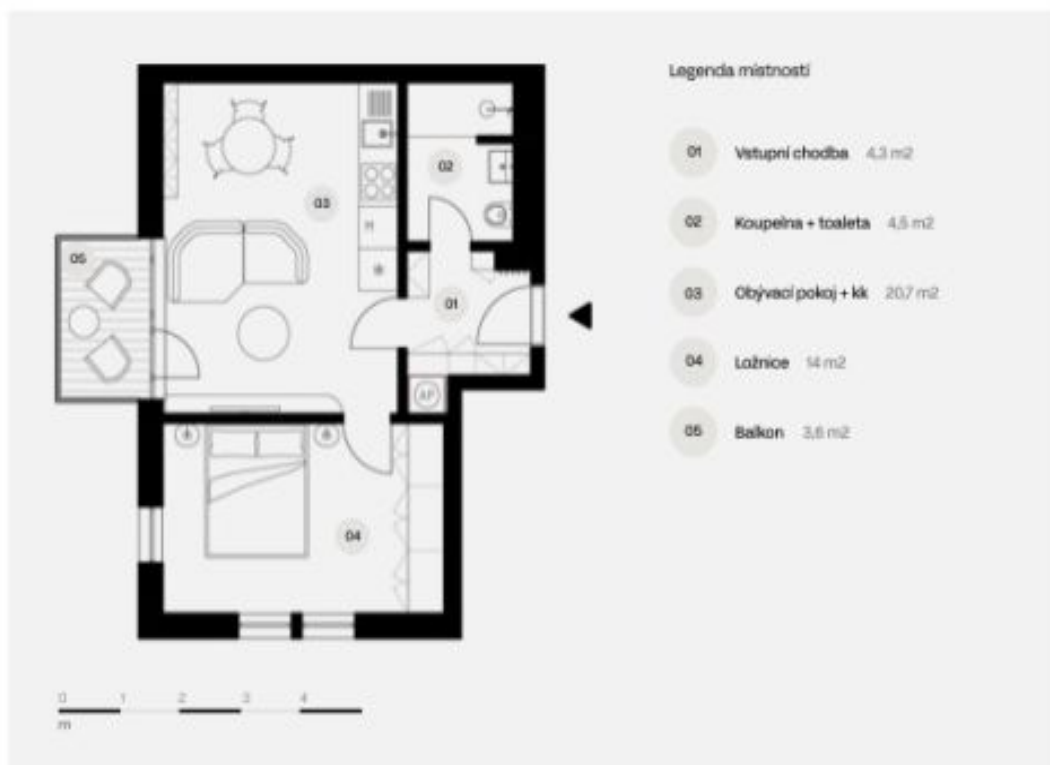 Legenda místností
01 Vstupní chodba 4,3 m2
02 Koupelna + toaleta 4,5 m2
03 Obývací pokoj + kk 20,7 m2
04 Ložnice 14 m2
05 Balkon 3,6 m2
02
03
05
01
AP
04
0 1 2 3 4
m